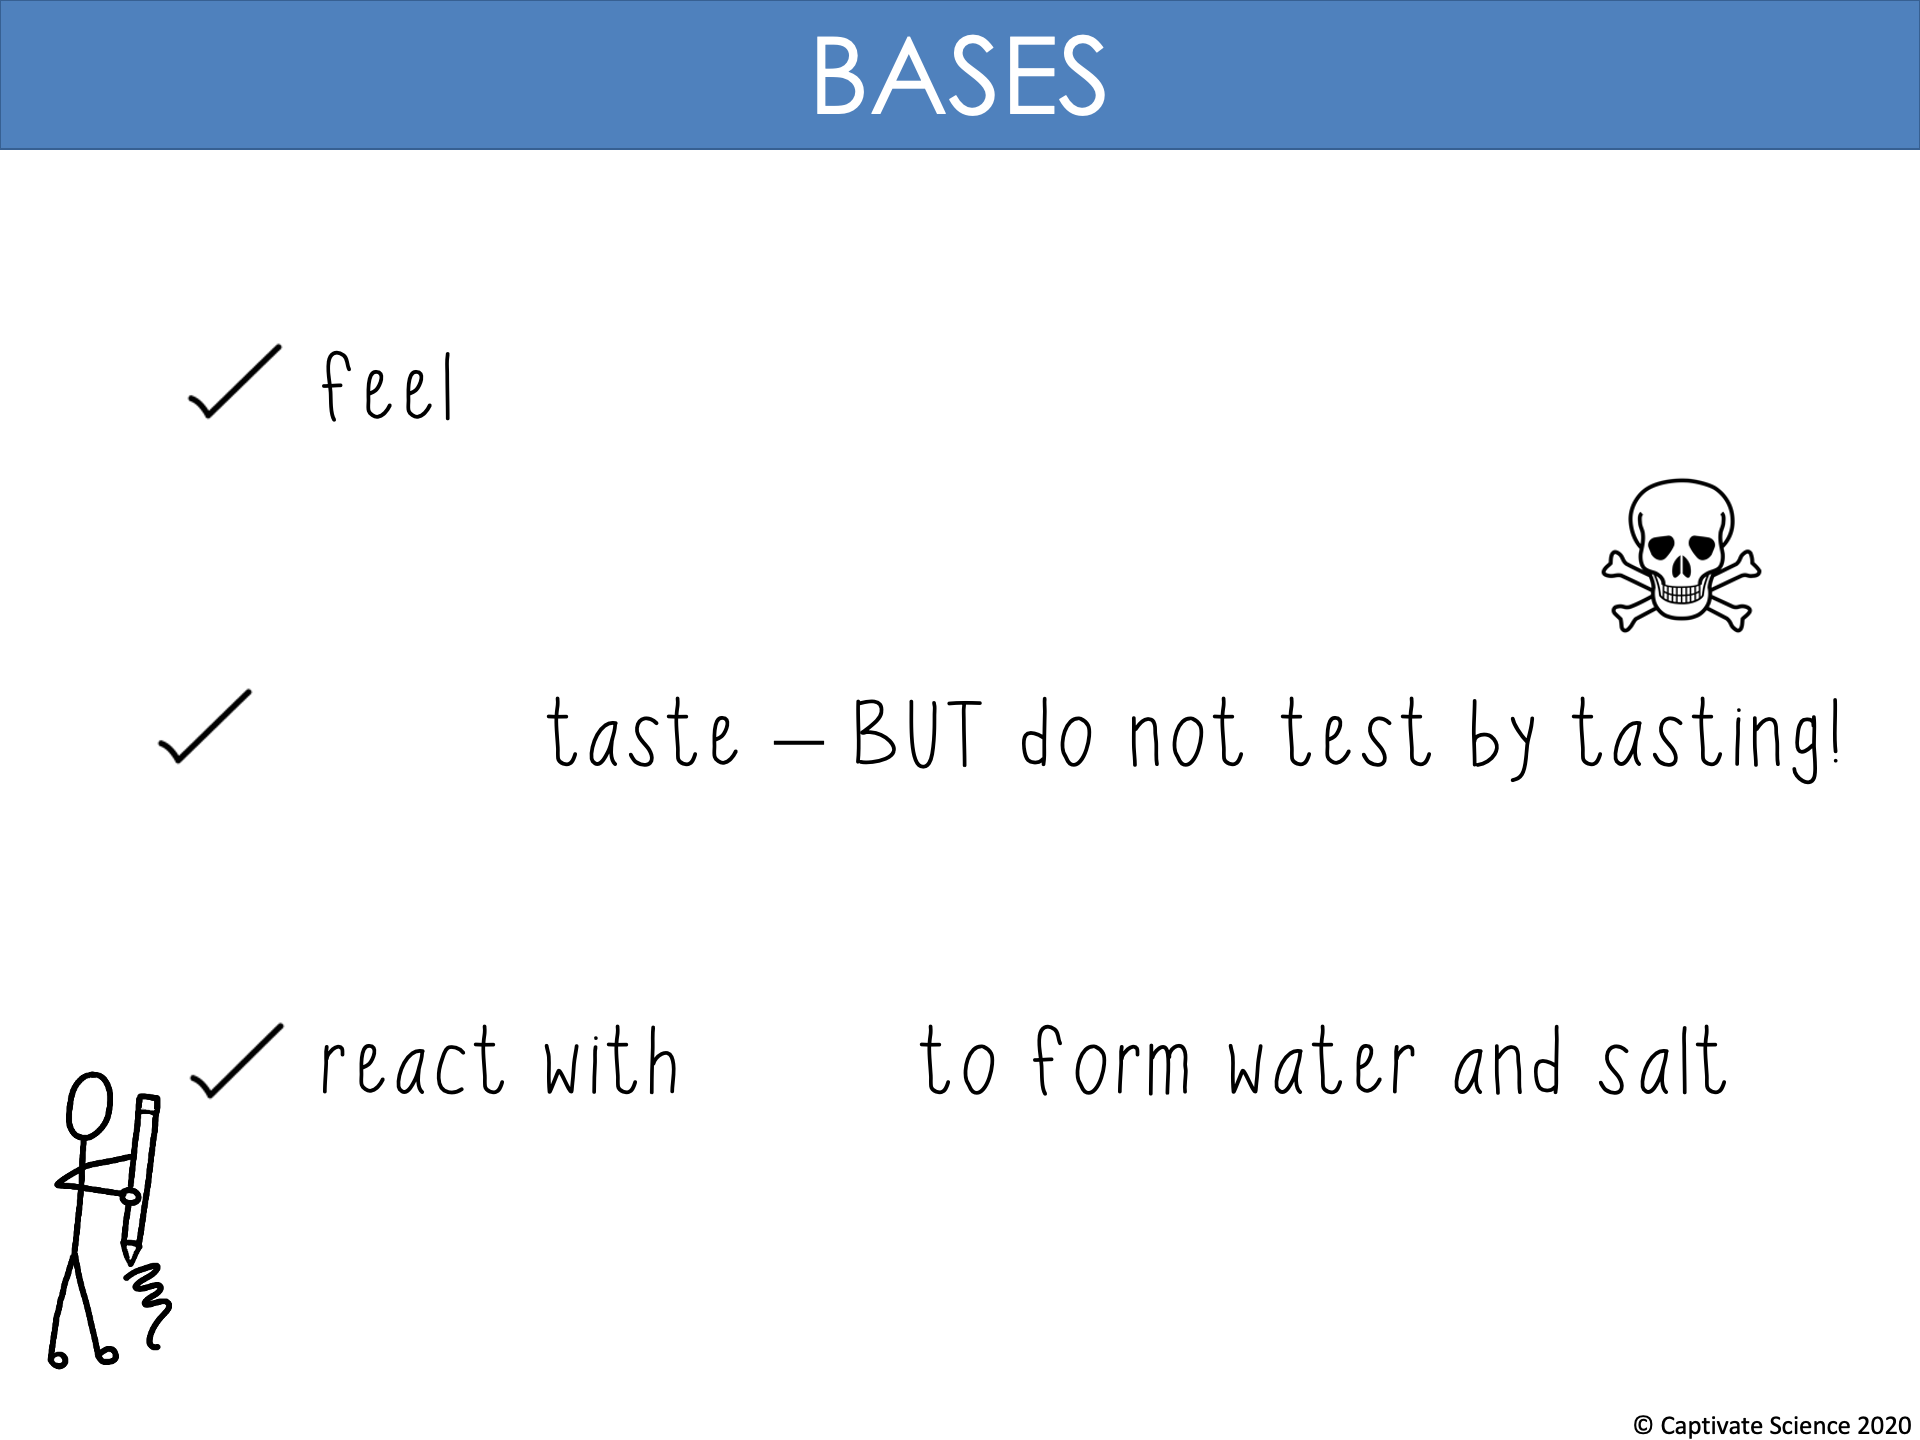 BASES
feel
taste – BUT do not test by tasting!
react with to form water and salt
© Captivate Science 2020